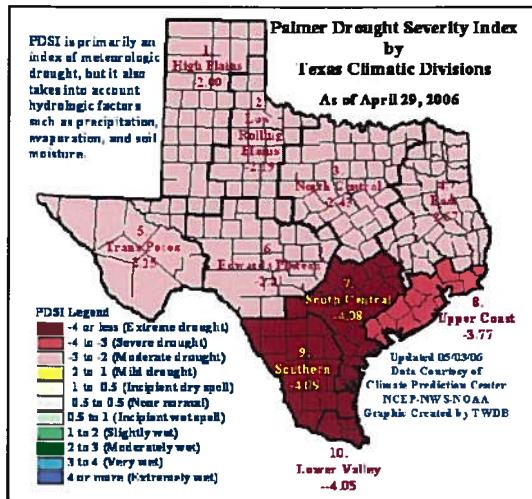 Palmer Drought Severity Index
by
Texas Climatic Divisions
As of April 29, 2006
PDSI is primarily an
index of meteorologic
drought, but it also
takes into account
hydrologic factors
such as precipitation,
evaporation, and soil
moisture.
1.
High Plains
-2.00
2.
Low
Rolling
Plains
3.
North Central
-2.43
4.
East
5.
Trans Pecos
-2.35
6.
Edwards Plateau
7.
South Central
-4.08
8.
Upper Coast
-3.77
9.
Southern
10.
Lower Valley
--4.05
PDSI Legend
-4 or less (Extreme drought)
-4 to -3 (Severe drought)
-3 to -2 (Moderate drought)
2 to 1 (Mild drought)
1 to 0.5 (Incipient dry spell)
0.5 to 0.5 (Near normal)
0.5 to 1 (Incipient wet spell)
1 to 2 (Slightly wet)
2 to 3 (Moderately wet)
3 to 4 (Very wet)
4 or more (Extremely wet)
Updated 05/03/06
Data Courtesy of
Climate Prediction Center
NCEP-NWS-NOAA
Graphic Created by TWDB